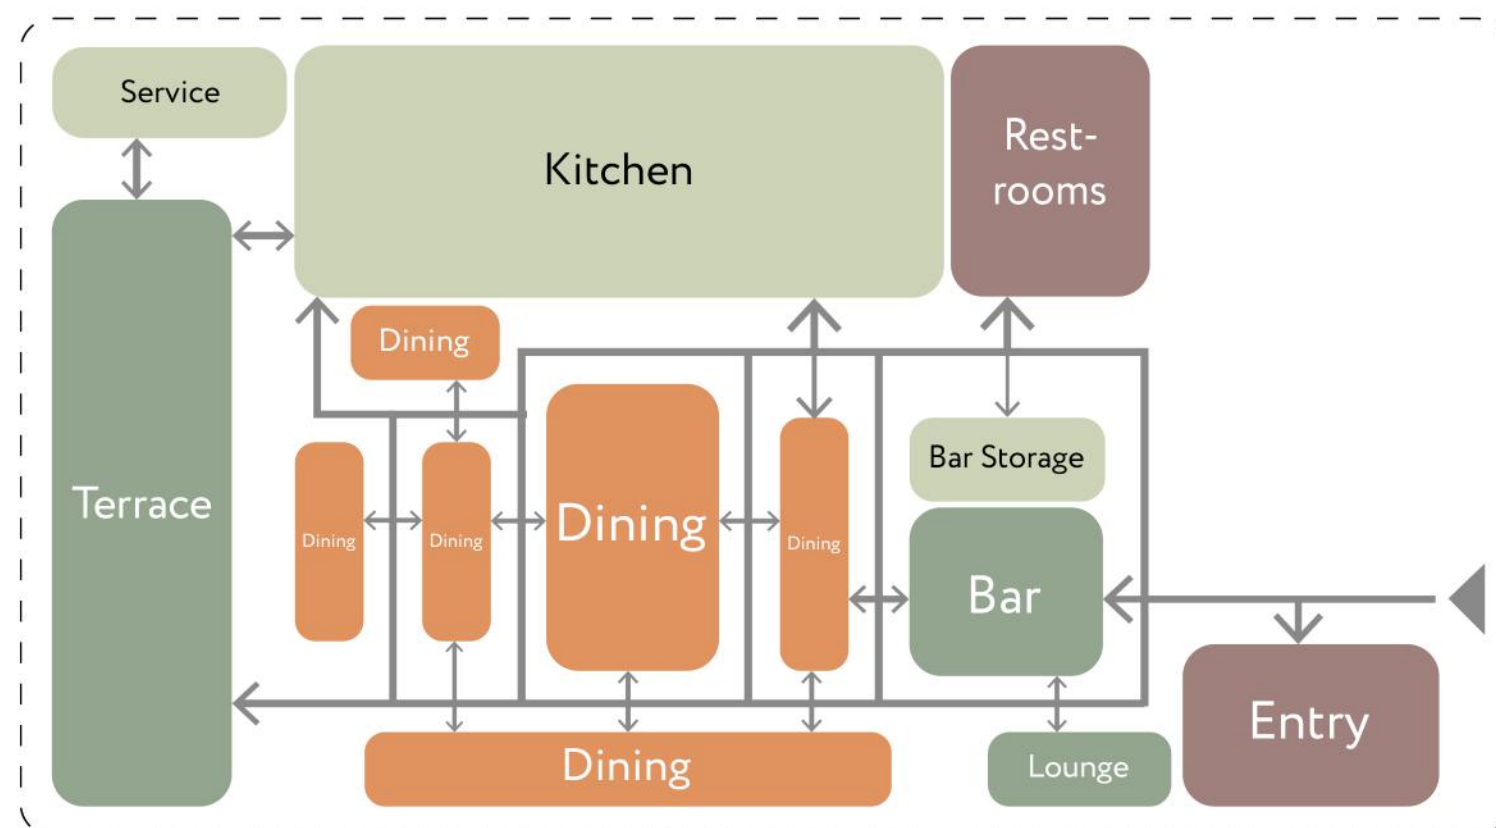 Service
Kitchen
Rest-
rooms
Dining
Terrace
Dining
Dining
Dining
Dining
Bar Storage
Bar
Entry
Dining
Lounge